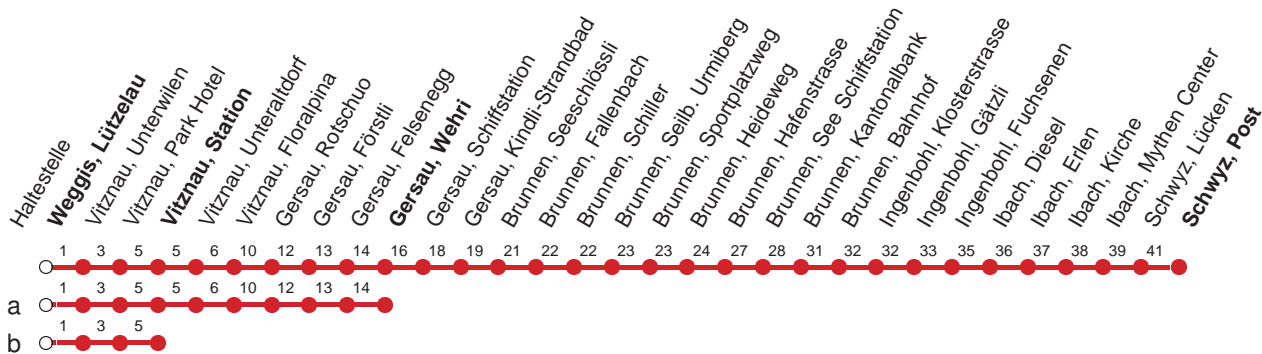 Haltestelle
Weggis, Lützelau
Vitznau, Unterwilen
Vitznau, Park Hotel
Vitznau, Station
Vitznau, Unteraltdorf
Vitznau, Floralpina
Gersau, Rotschuo
Gersau, Förstli
Gersau, Felsenegg
Gersau, Wehri
Gersau, Schiffstation
Gersau, Kindli-Strandbad
Brunnen, Seeschlössli
Brunnen, Fallenbach
Brunnen, Schiller
Brunnen, Seilb. Urmiberg
Brunnen, Sportplatzweg
Brunnen, Heideweg
Brunnen, Hafenstrasse
Brunnen, See Schiffstation
Brunnen, Kantonalbank
Brunnen, Bahnhof
Ingenbohl, Klosterstrasse
Ingenbohl, Gätzli
Ingenbohl, Fuchsenen
Ibach, Diesel
Ibach, Erlen
Ibach, Kirche
Ibach, Mythen Center
Schwyz, Lücken
Schwyz, Post
1 3 5 5 6 10 12 13 14 16 18 19 21 22 22 23 23 24 27 28 31 32 32 33 35 36 37 38 39 41
a 1 3 5 5 6 10 12 13 14
b 1 3 5